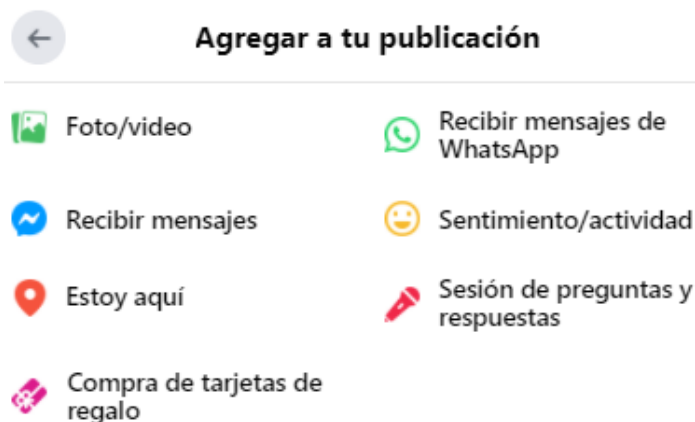 Agregar a tu publicación
Foto/video
Recibir mensajes de
WhatsApp
Recibir mensajes
Sentimiento/actividad
Estoy aquí
Sesión de preguntas y
respuestas
Compra de tarjetas de
regalo